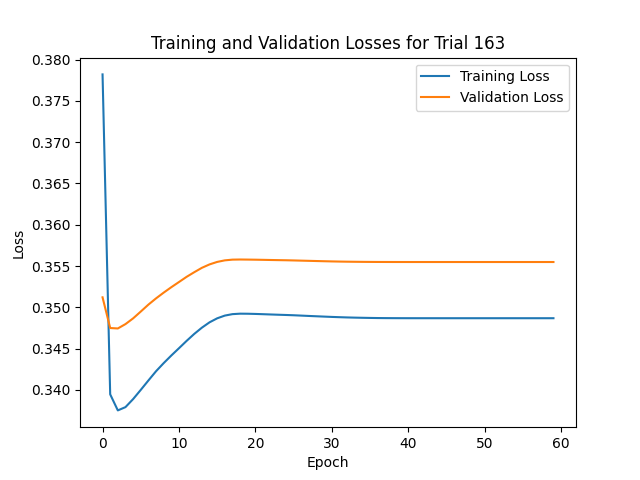 Training and Validation Losses for Trial 163
Training Loss
Validation Loss
0.380
0.375
0.370
0.365
0.360
0.355
0.350
0.345
0.340
Loss
0 10 20 30 40 50 60
Epoch